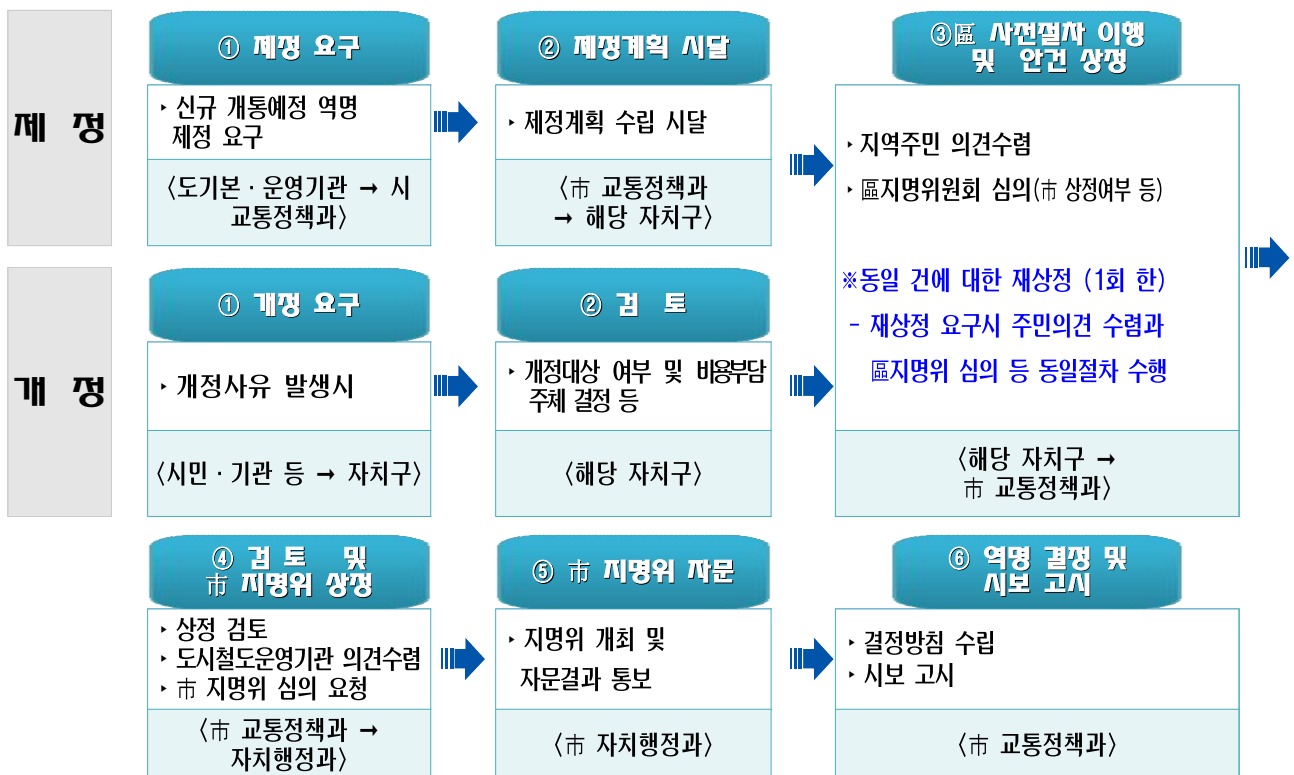 제 정
① 제정 요구
‣ 신규 개통예정 역명
제정 요구
〈도기본 · 운영기관 → 시
교통정책과〉
② 제정계획 시달
‣ 제정계획 수립 시달
〈市 교통정책과
→ 해당 자치구〉
③區 사전절차 이행
및 안건 상정
‣ 지역주민 의견수렴
‣ 區지명위원회 심의(市 상정여부 등)
※동일 건에 대한 재상정 (1회 한)
- 재상정 요구시 주민의견 수렴과
區지명위 심의 등 동일절차 수행
〈해당 자치구 →
市 교통정책과〉
개 정
① 개정 요구
‣ 개정사유 발생시
〈시민 · 기관 등 → 자치구〉
② 검 토
‣ 개정대상 여부 및 비용부담
주체 결정 등
〈해당 자치구〉
④ 검 토 및
市 지명위 상정
‣ 상정 검토
‣ 도시철도운영기관 의견수렴
‣ 市 지명위 심의 요청
〈市 교통정책과 →
자치행정과〉
⑤ 市 지명위 자문
‣ 지명위 개최 및
자문결과 통보
〈市 자치행정과〉
⑥ 역명 결정 및
시보 고시
‣ 결정방침 수립
‣ 시보 고시
〈市 교통정책과〉